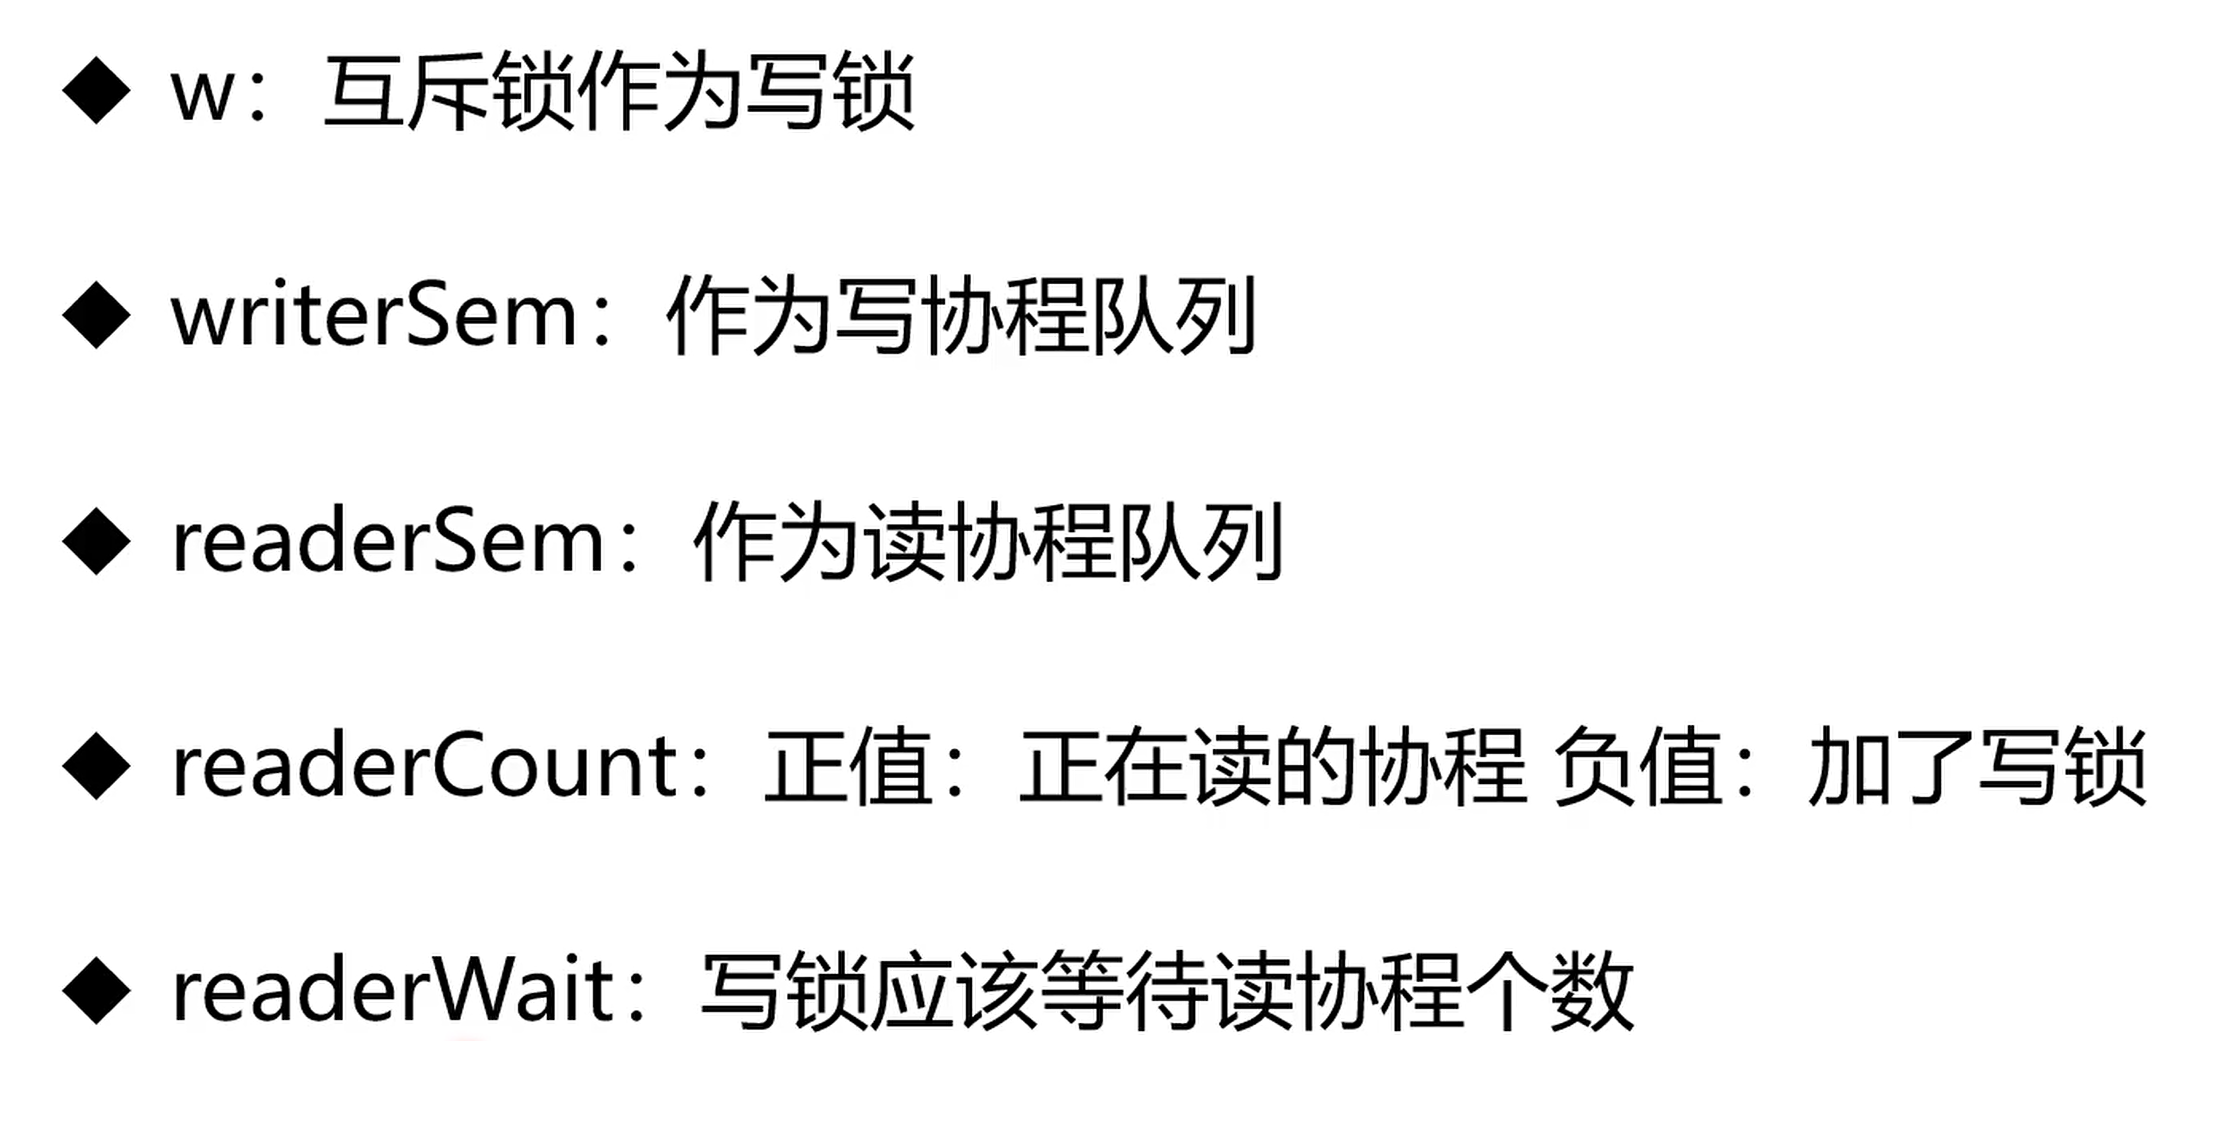 ◆ w：互斥锁作为写锁
◆ writerSem：作为写协程队列
◆ readerSem：作为读协程队列
◆ readerCount：正值：正在读的协程 负值：加了写锁
◆ readerWait：写锁应该等待读协程个数